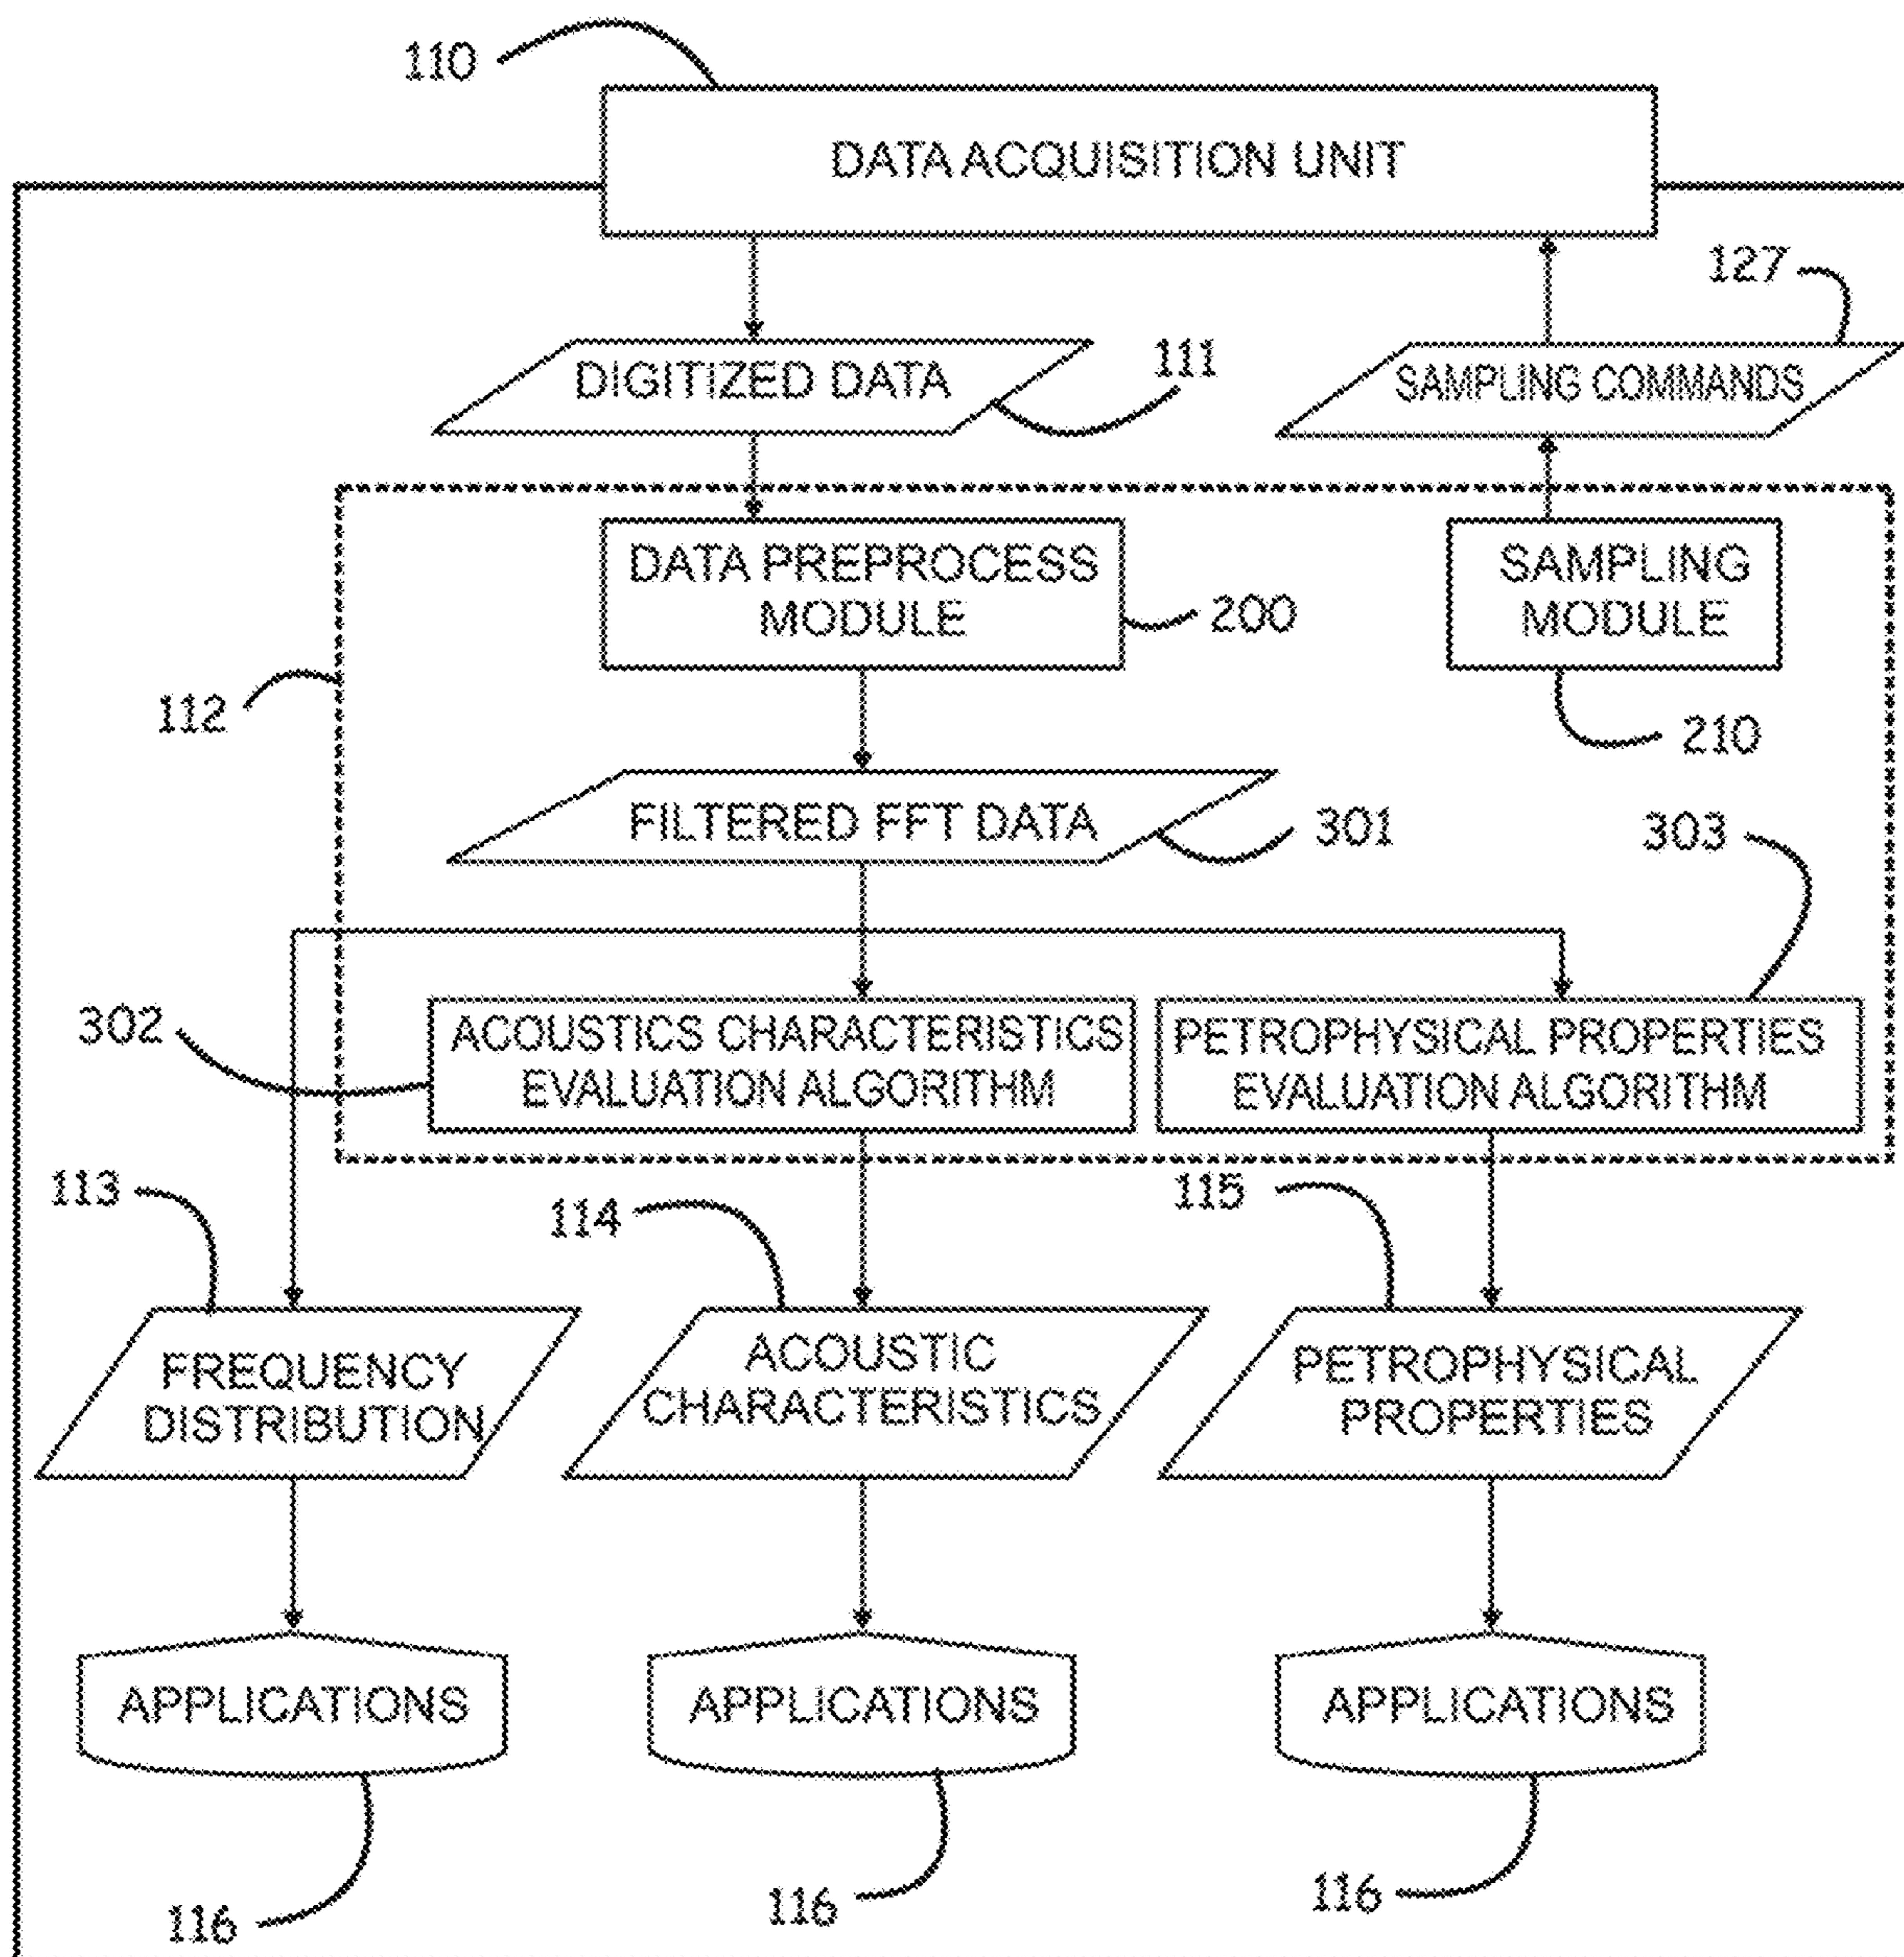 110
DATA ACQUISITION UNIT
127
DIGITIZED DATA
111
SAMPLING COMMANDS
DATA PREPROCESS
MODULE
200
SAMPLING
MODULE
112
210
FILTERED FFT DATA
301
303
302
ACOUSTICS CHARACTERISTICS
EVALUATION ALGORITHM
PETROPHYSICAL PROPERTIES
EVALUATION ALGORITHM
113
114
115
FREQUENCY
DISTRIBUTION
ACOUSTIC
CHARACTERISTICS
PETROPHYSICAL
PROPERTIES
APPLICATIONS
APPLICATIONS
APPLICATIONS
116
116
116